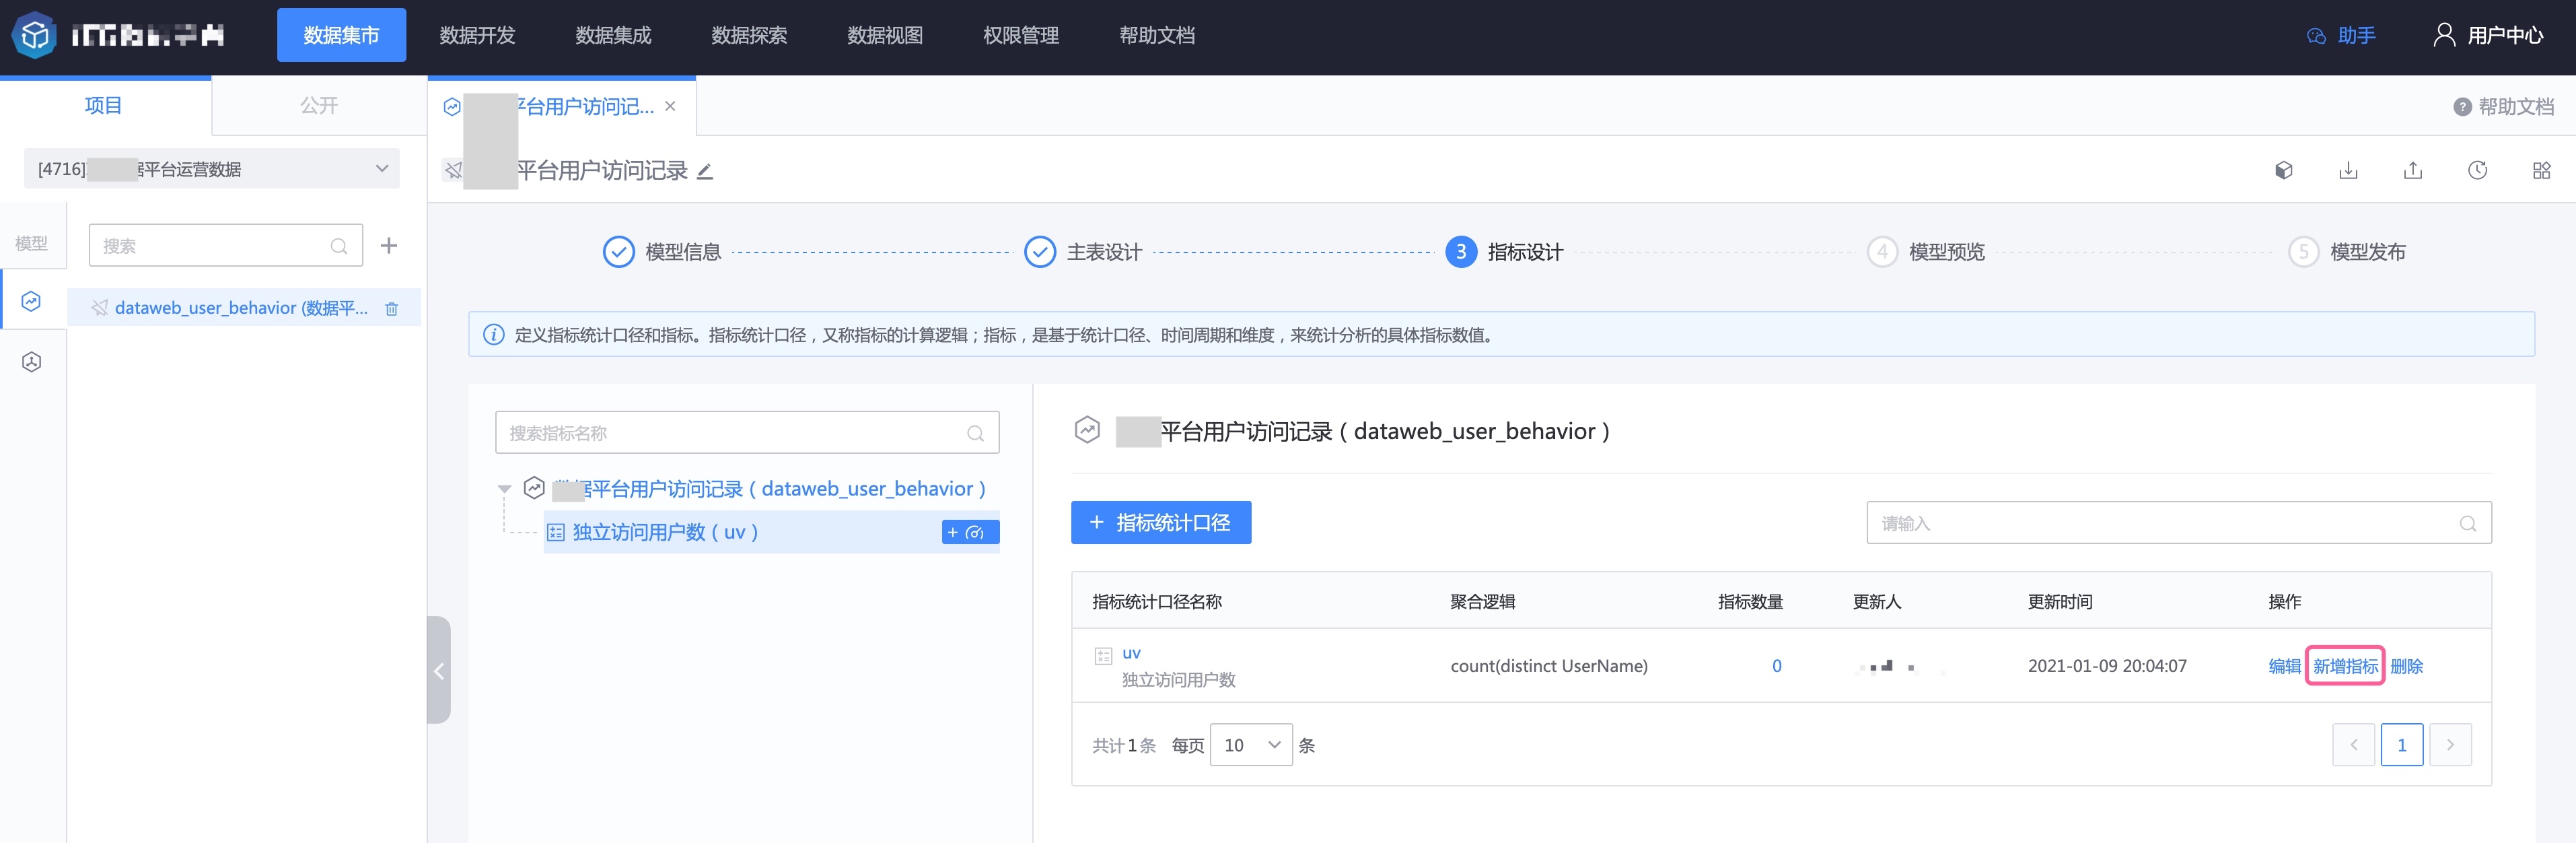 数据集市 数据开发 数据集成 数据探索 数据视图 权限管理 帮助文档 助手 用户中心
项目 公开 平台用户访问记... 帮助文档
[4716] 平台运营数据 平台用户访问记录
模型 搜索
模型信息 主表设计 3 指标设计 4 模型预览 5 模型发布
dataweb_user_behavior (数据平...
定义指标统计口径和指标。指标统计口径，又称指标的计算逻辑；指标，是基于统计口径、时间周期和维度，来统计分析的具体指标数值。
搜索指标名称
平台用户访问记录（dataweb_user_behavior）
据平台用户访问记录（dataweb_user_behavior）
独立访问用户数（uv）
+ 指标统计口径 请输入
指标统计口径名称 聚合逻辑 指标数量 更新人 更新时间 操作
uv
独立访问用户数
count(distinct UserName) 0 2021-01-09 20:04:07 编辑 新增指标 删除
共计1条 每页 10 条 1